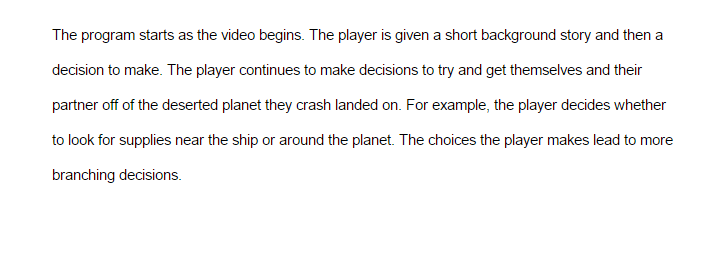 The program starts as the video begins. The player is given a short background story and then a
decision to make. The player continues to make decisions to try and get themselves and their
partner off of the deserted planet they crash landed on. For example, the player decides whether
to look for supplies near the ship or around the planet. The choices the player makes lead to more
branching decisions.